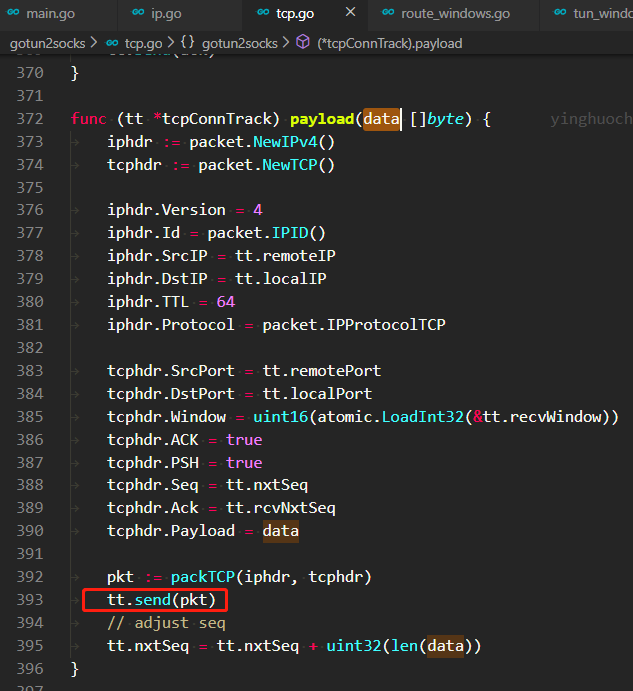 main.go ip.go tcp.go × route_windows.go tun_windo
gotun2socks > tcp.go > {} gotun2socks > (*tcpConnTrack).payload
370 }
371
372 func (tt *tcpConnTrack) payload(data []byte) { yinghuoch
373 iphdr := packet.NewIPv4()
374 tcphdr := packet.NewTCP()
375
376 iphdr.Version = 4
377 iphdr.Id = packet.IPID()
378 iphdr.SrcIP = tt.remoteIP
379 iphdr.DstIP = tt.localIP
380 iphdr.TTL = 64
381 iphdr.Protocol = packet.IPProtocolTCP
382
383 tcphdr.SrcPort = tt.remotePort
384 tcphdr.DstPort = tt.localPort
385 tcphdr.Window = uint16(atomic.LoadInt32(&tt.recvWindow))
386 tcphdr.ACK = true
387 tcphdr.PSH = true
388 tcphdr.Seq = tt.nxtSeq
389 tcphdr.Ack = tt.rcvNxtSeq
390 tcphdr.Payload = data
391
392 pkt := packTCP(iphdr, tcphdr)
393 tt.send(pkt)
394 // adjust seq
395 tt.nxtSeq = tt.nxtSeq + uint32(len(data))
396 }